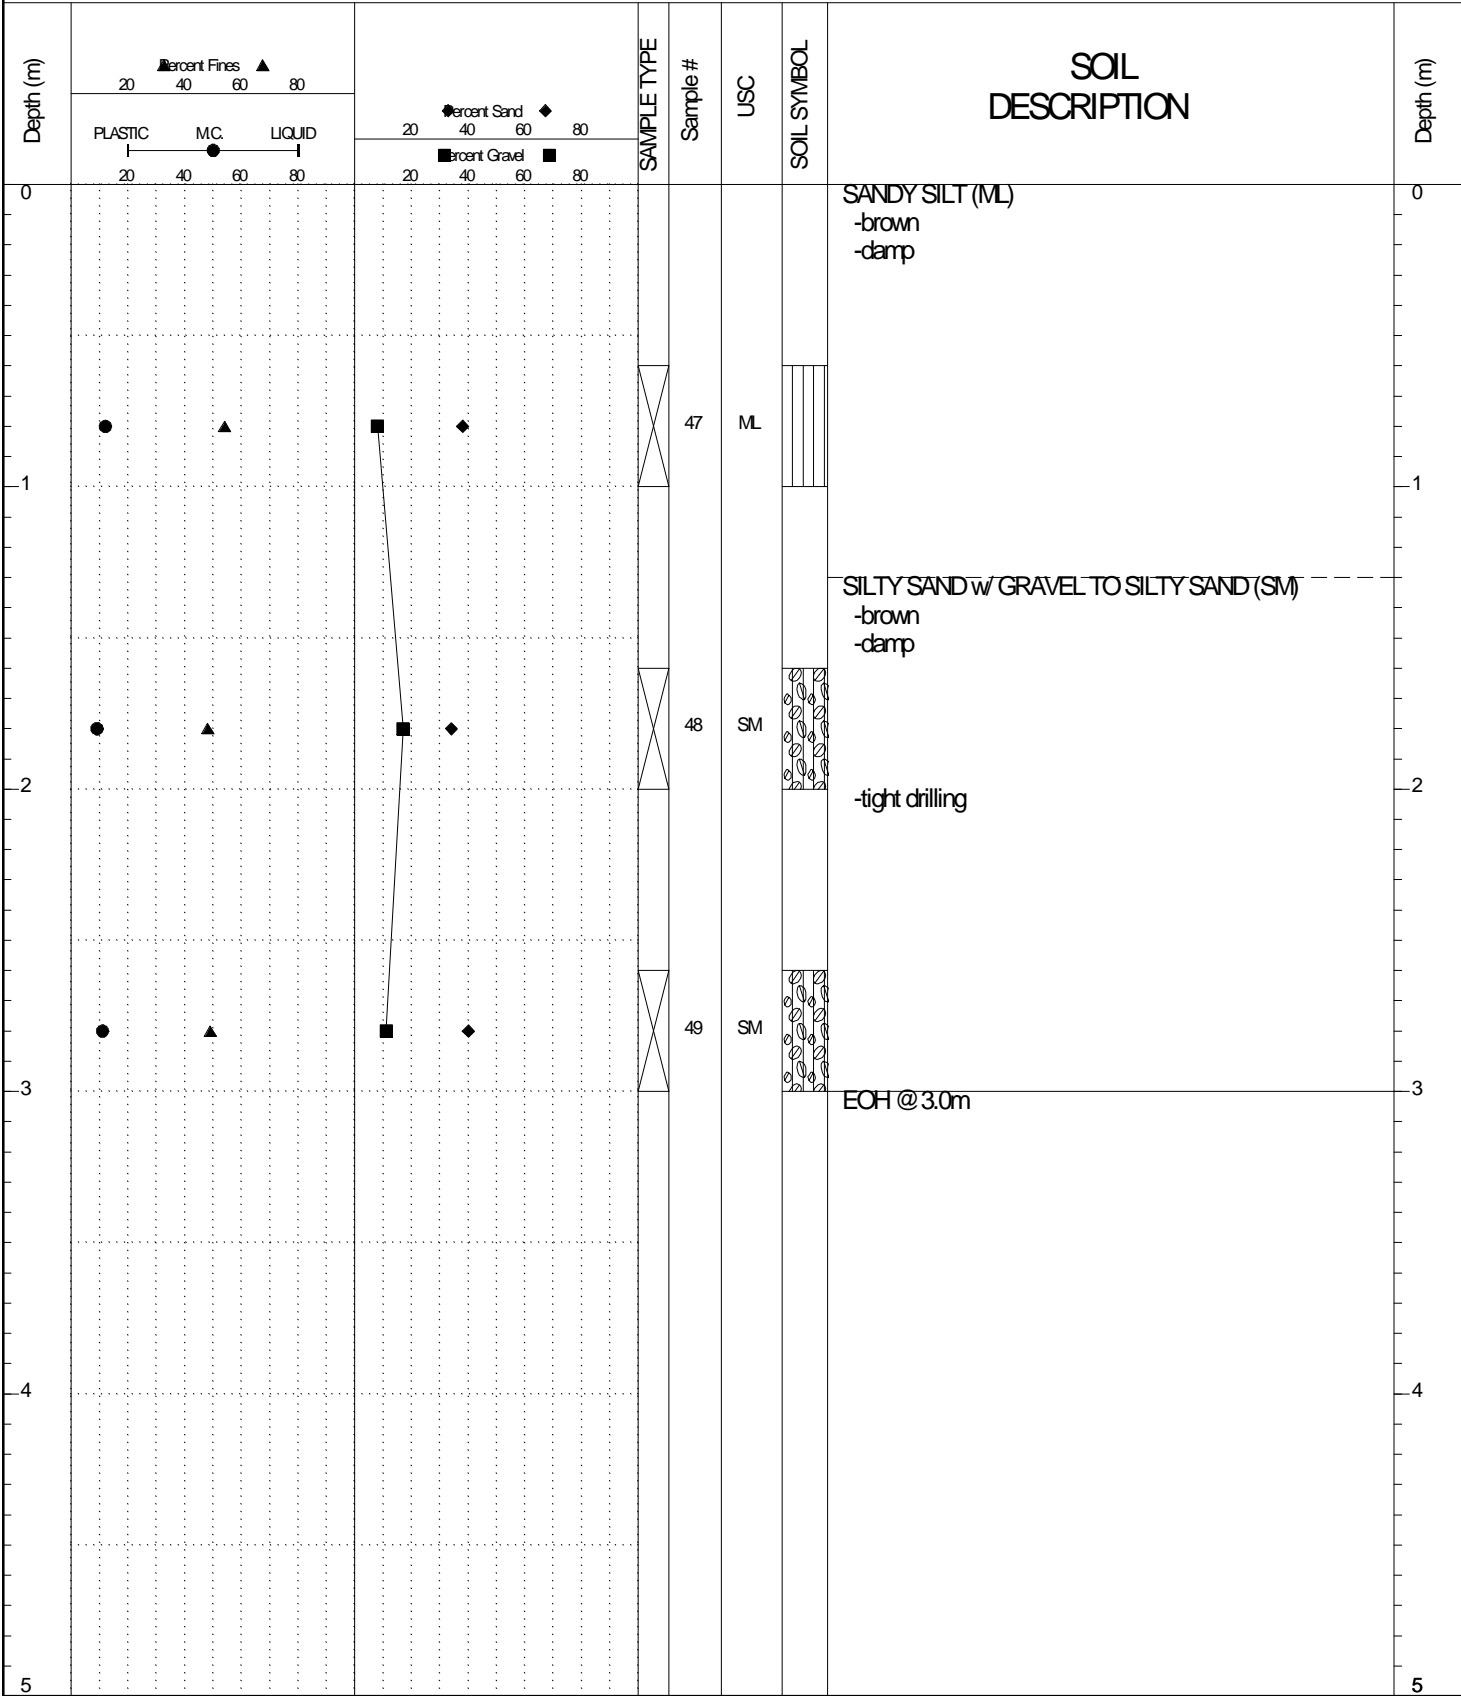 Depth (m)
Percent Fines
20 40 60 80
PLASTIC M.C. LIQUID
20 40 60 80
Percent Sand
20 40 60 80
Percent Gravel
20 40 60 80
SAMPLE TYPE
Sample #
USC
SOIL SYMBOL
SOIL
DESCRIPTION
Depth (m)
0 0
SANDY SILT (ML)
-brown
-damp
47 ML
1 1
SILTY SAND w/ GRAVEL TO SILTY SAND (SM)
-brown
-damp
48 SM
2 2
-tight drilling
49 SM
3 3
EOH @ 3.0m
4 4
5 5